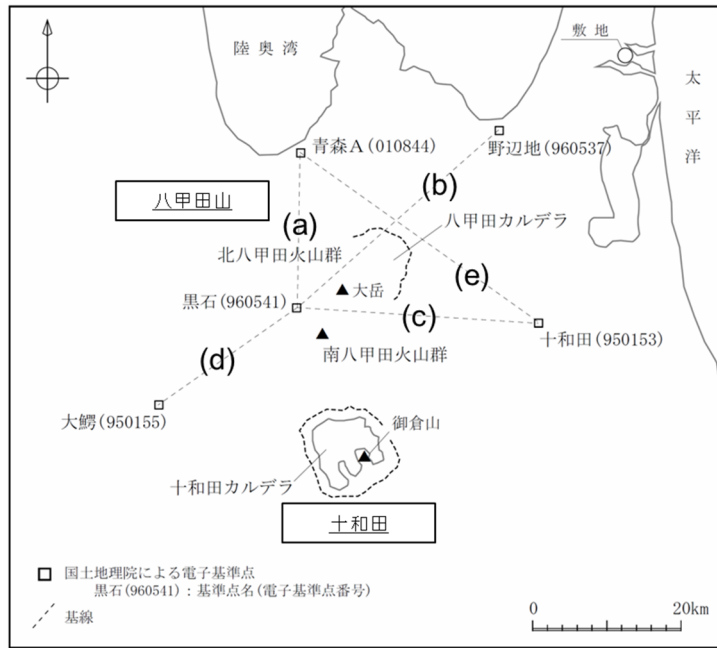 陸奥湾
敷地
太平洋
青森A(010844)
野辺地(960537)
(b)
八甲田山
(a)
八甲田カルデラ
北八甲田火山群
(e)
大岳
黒石(960541)
(c)
十和田(950153)
南八甲田火山群
(d)
大鰐(950155)
御倉山
十和田カルデラ
十和田
国土地理院による電子基準点
黒石(960541)：基準点名(電子基準点番号)
基線
0 20km